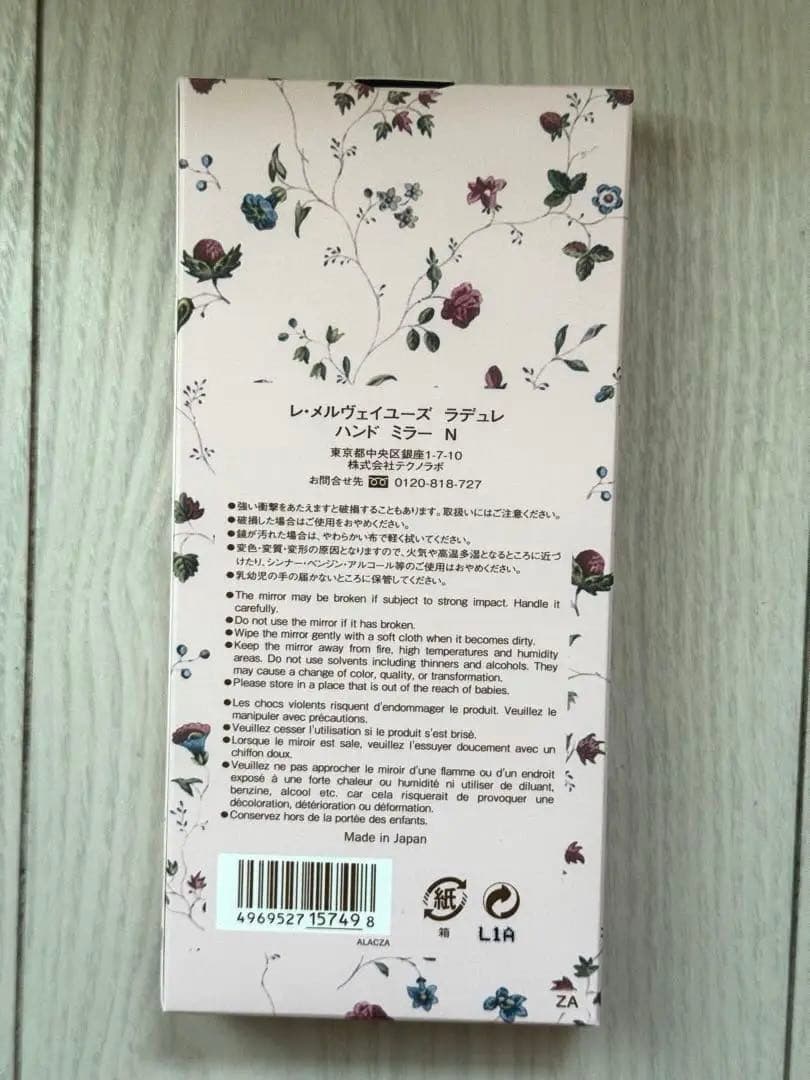 レ・メルヴェイユーズ ラデュレ
ハンド ミラー N
東京都中央区銀座1-7-10
株式会社テクノラボ
お問合せ先 0120-818-727
●強い衝撃をあたえますと破損することもあります。取扱いにはご注意ください。
●破損した場合はご使用をおやめください。
●鏡が汚れた場合は、やわらかい布で軽く拭いてください。
●変色・変質・変形の原因となりますので、火気や高温多湿となるところに近づ
けたり、シンナー・ベンジン・アルコール等のご使用はおやめください。
●乳幼児の手の届かないところに保管してください。
●The mirror may be broken if subject to strong impact. Handle it
carefully.
●Do not use the mirror if it has broken.
●Wipe the mirror gently with a soft cloth when it becomes dirty.
●Keep the mirror away from fire, high temperatures and humidity
areas. Do not use solvents including thinners and alcohols. They
may cause a change of color, quality, or transformation.
●Please store in a place that is out of the reach of babies.
●Les chocs violents risquent d'endommager le produit. Veuillez le
manipuler avec précautions.
●Veuillez cesser l'utilisation si le produit s'est brisé.
●Lorsque le miroir est sale, veuillez l'essuyer doucement avec un
chiffon doux.
●Veuillez ne pas approcher le miroir d'une flamme ou d'un endroit
exposé à une forte chaleur ou humidité ni utiliser de diluant,
benzine, alcool etc. car cela risquerait de provoquer une
décoloration, détérioration ou déformation.
●Conservez hors de la portée des enfants.
Made in Japan
4969527157498
ALACZA
紙
箱
L1A
ZA